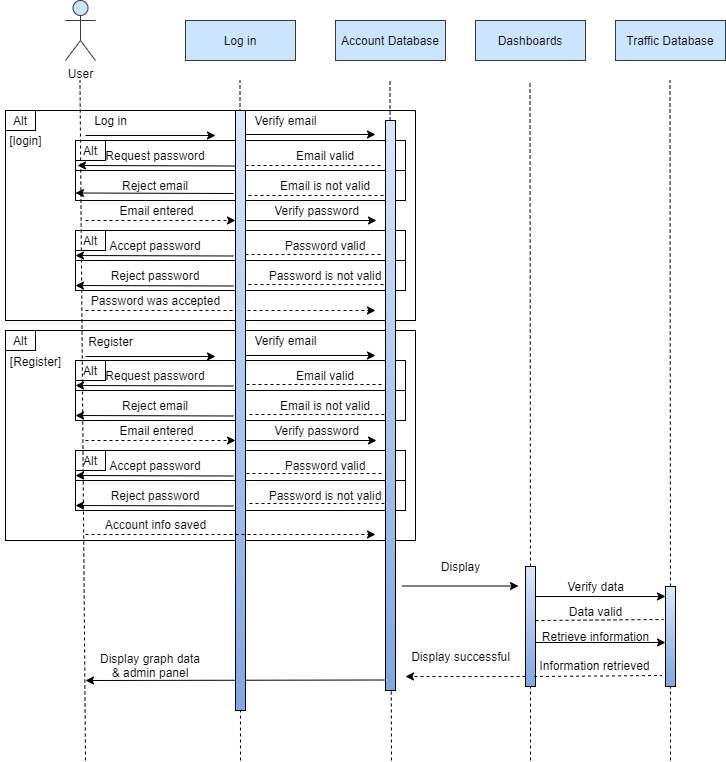 User
Log in
Account Database
Dashboards
Traffic Database
Alt
[login]
Log in
Verify email
Alt
Request password
Email valid
Reject email
Email is not valid
Email entered
Verify password
Alt
Accept password
Password valid
Reject password
Password is not valid
Password was accepted
Alt
[Register]
Register
Verify email
Alt
Request password
Email valid
Reject email
Email is not valid
Email entered
Verify password
Alt
Accept password
Password valid
Reject password
Password is not valid
Account info saved
Display
Verify data
Data valid
Retrieve information
Display successful
Information retrieved
Display graph data
& admin panel